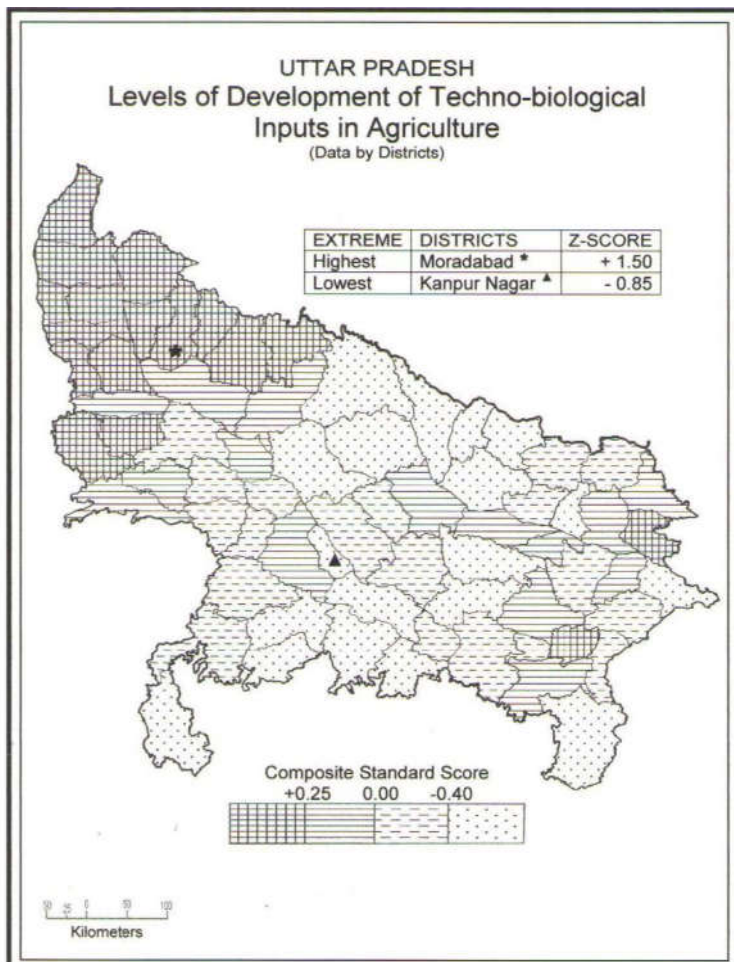 UTTAR PRADESH
Levels of Development of Techno-biological
Inputs in Agriculture
(Data by Districts)
EXTREME DISTRICTS Z-SCORE
Highest Moradabad * + 1.50
Lowest Kanpur Nagar ▲ - 0.85
Composite Standard Score
+0.25 0.00 -0.40
0 50 100
Kilometers